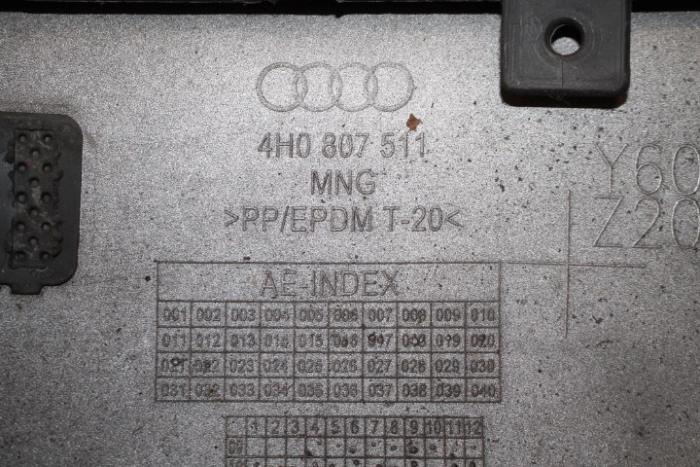 4H0 807 511
MNG
>PP/EPDM T-20<
Y60
Z20
AE-INDEX
001 002 003 004 005 006 007 008 009 010
011 012 013 014 015 016 017 018 019 020
021 022 023 024 025 026 027 028 029 030
031 032 033 034 035 036 037 038 039 040
1 2 3 4 5 6 7 8 9 10 11 12